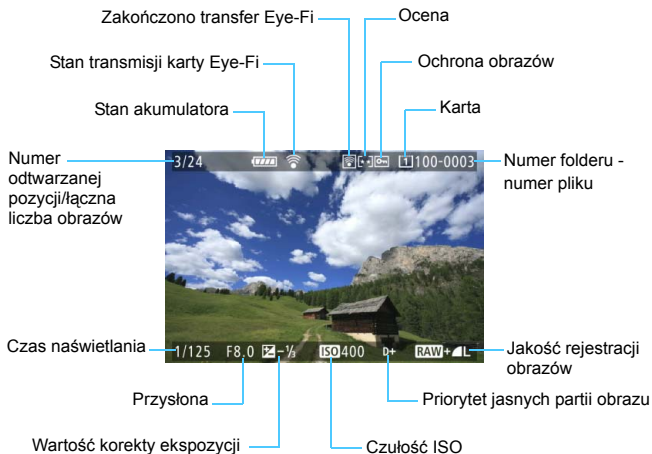 Zakończono transfer Eye-Fi
Ocena
Stan transmisji karty Eye-Fi
Ochrona obrazów
Stan akumulatora
Karta
Numer
odtwarzanej
pozycji/łączna
liczba obrazów
3/24
1 100-0003
Numer folderu -
numer pliku
Czas naświetlania
1/125 F8.0 -⅓ ISO 400 D+ RAW+L
Jakość rejestracji
obrazów
Przysłona
Priorytet jasnych partii obrazu
Wartość korekty ekspozycji
Czułość ISO